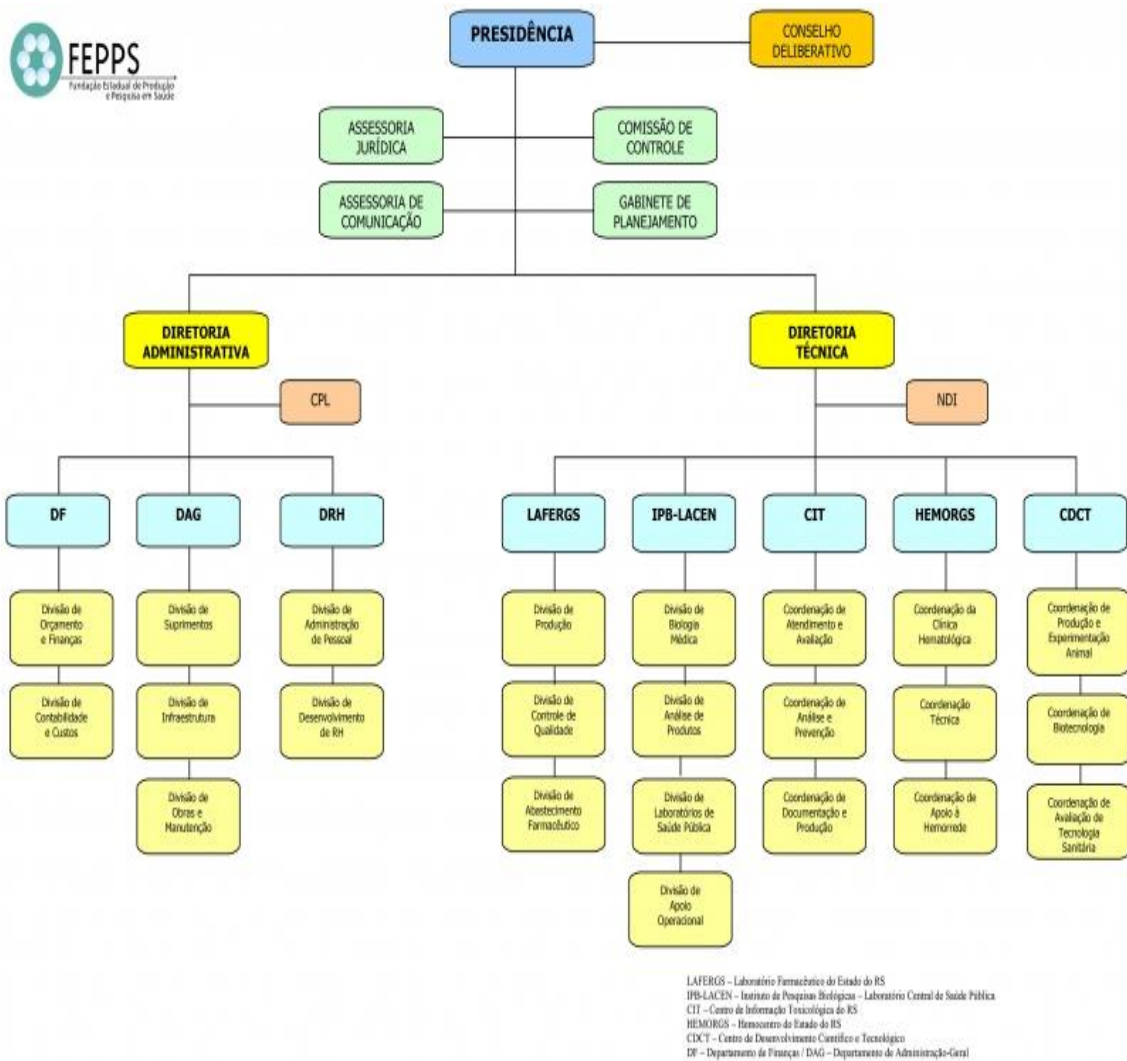 FEPPS
Fundação Estadual de Produção
e Pesquisa em Saúde
PRESIDÊNCIA
CONSELHO
DELIBERATIVO
ASSESSORIA
JURÍDICA
COMISSÃO DE
CONTROLE
ASSESSORIA DE
COMUNICAÇÃO
GABINETE DE
PLANEJAMENTO
DIRETORIA
ADMINISTRATIVA
DIRETORIA
TÉCNICA
CPL
NDI
DF
DAG
DRH
LAFERGS
IPB-LACEN
CIT
HEMORGS
CDCT
Divisão de
Orçamento
e Finanças
Divisão de
Suprimentos
Divisão de
Administração
de Pessoal
Divisão de
Produção
Divisão de
Biologia
Médica
Coordenação de
Atendimento e
Avaliação
Coordenação da
Clínica
Hematológica
Coordenação de
Produção e
Experimentação
Animal
Divisão de
Contabilidade
e Custos
Divisão de
Infraestrutura
Divisão de
Desenvolvimento
de RH
Divisão de
Controle de
Qualidade
Divisão de
Análise de
Produtos
Coordenação de
Análise e
Prevenção
Coordenação
Técnica
Coordenação de
Biotecnologia
Divisão de
Obras e
Manutenção
Divisão de
Abastecimento
Farmacêutico
Divisão de
Laboratórios de
Saúde Pública
Coordenação de
Documentação e
Produção
Coordenação de
Apoio à
Hemorrede
Coordenação de
Avaliação de
Tecnologia
Sanitária
Divisão de
Apoio
Operacional
LAFERGS – Laboratório Farmacêutico do Estado do RS
IPB-LACEN – Instituto de Pesquisas Biológicas – Laboratório Central de Saúde Pública
CIT – Centro de Informação Toxicológica do RS
HEMORGS – Hemocentro do Estado do RS
CDCT – Centro de Desenvolvimento Científico e Tecnológico
DF – Departamento de Finanças / DAG – Departamento de Administração-Geral